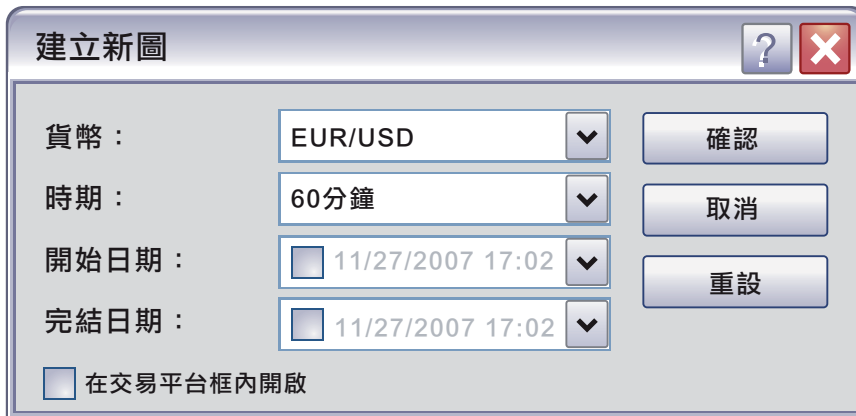 建立新圖
?
貨幣： EUR/USD 確認
時期： 60分鐘 取消
開始日期： 11/27/2007 17:02 重設
完結日期： 11/27/2007 17:02
在交易平台框內開啟